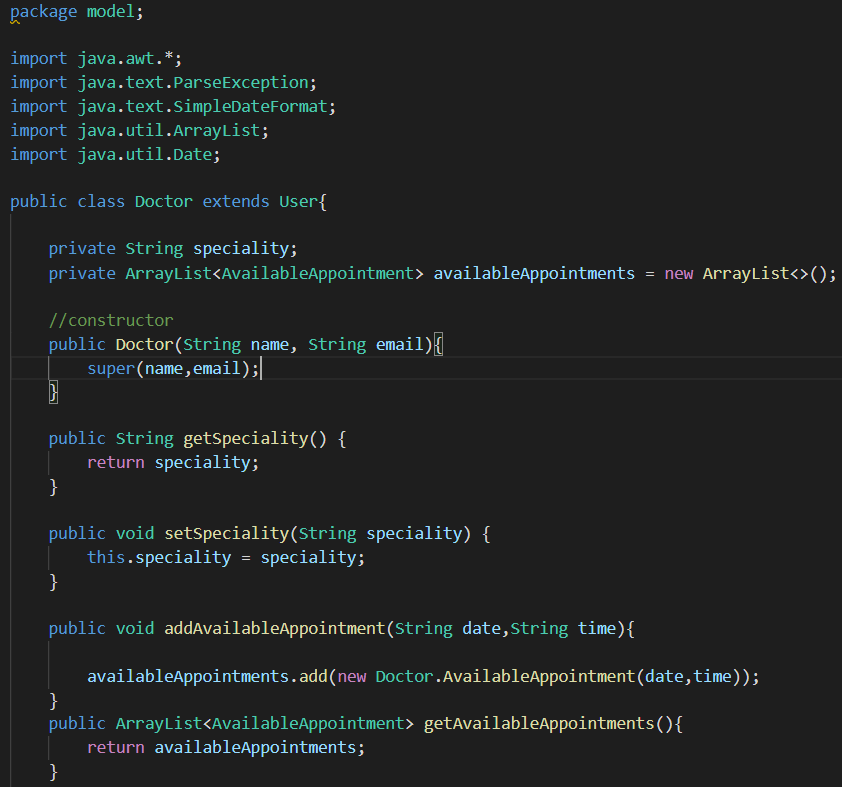 package model;
import java.awt.*;
import java.text.ParseException;
import java.text.SimpleDateFormat;
import java.util.ArrayList;
import java.util.Date;
public class Doctor extends User{
    private String speciality;
    private ArrayList<AvailableAppointment> availableAppointments = new ArrayList<>();
    //constructor
    public Doctor(String name, String email){
        super(name,email);
    }
    public String getSpeciality() {
        return speciality;
    }
    public void setSpeciality(String speciality) {
        this.speciality = speciality;
    }
    public void addAvailableAppointment(String date,String time){
        availableAppointments.add(new Doctor.AvailableAppointment(date,time));
    }
    public ArrayList<AvailableAppointment> getAvailableAppointments(){
        return availableAppointments;
    }